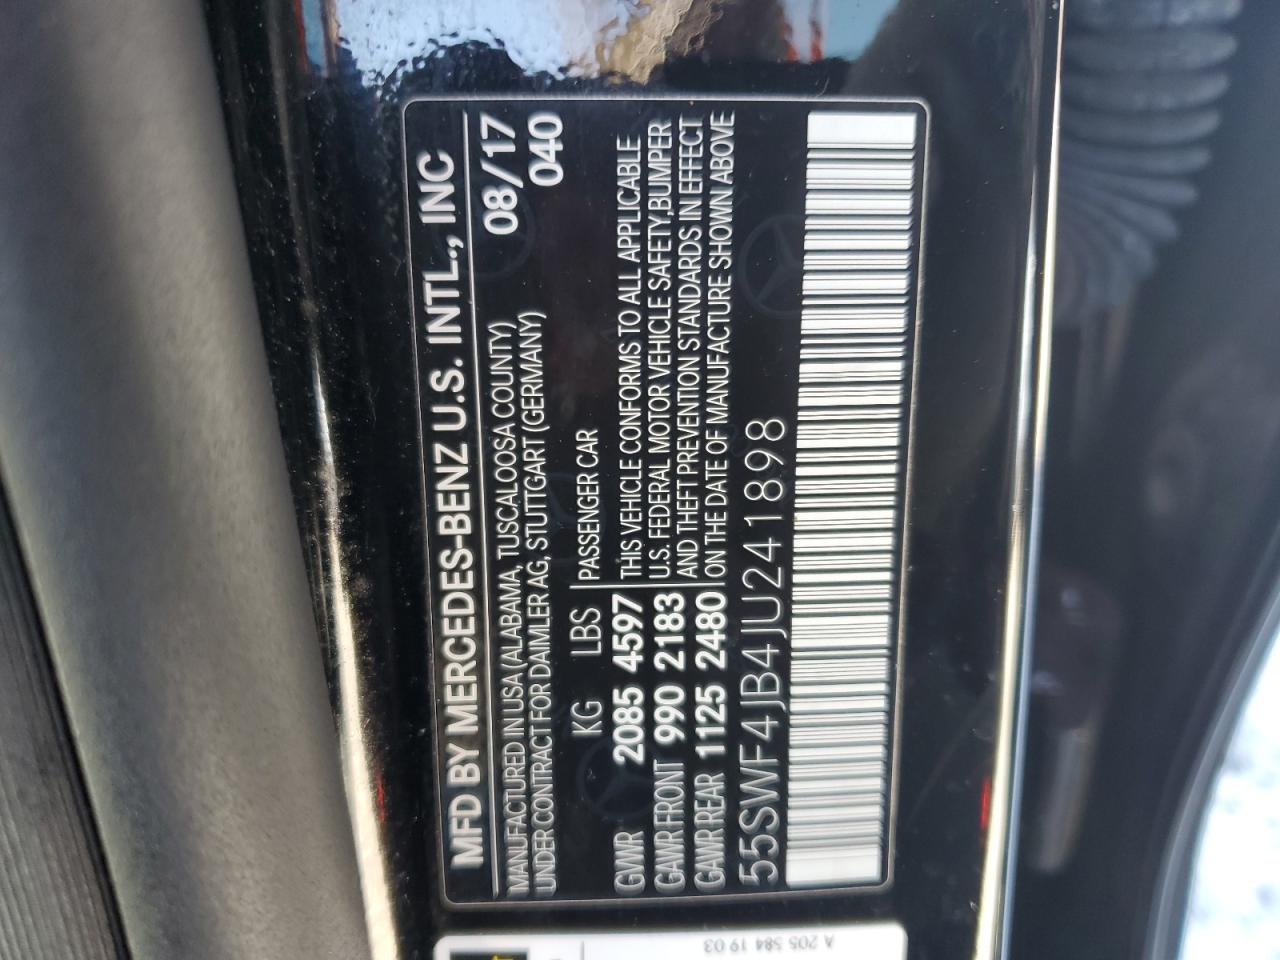 MFD BY MERCEDES-BENZ U.S. INTL., INC
MANUFACTURED IN USA (ALABAMA, TUSCALOOSA COUNTY) 08/17
UNDER CONTRACT FOR DAIMLER AG, STUTTGART (GERMANY) 040
KG LBS PASSENGER CAR
GWR 2085 4597 THIS VEHICLE CONFORMS TO ALL APPLICABLE
GAWR FRONT 990 2183 U.S. FEDERAL MOTOR VEHICLE SAFETY,BUMPER
GAWR REAR 1125 2480 AND THEFT PREVENTION STANDARDS IN EFFECT
ON THE DATE OF MANUFACTURE SHOWN ABOVE
55SWF4JB4JU241898
A 205 584 19 03